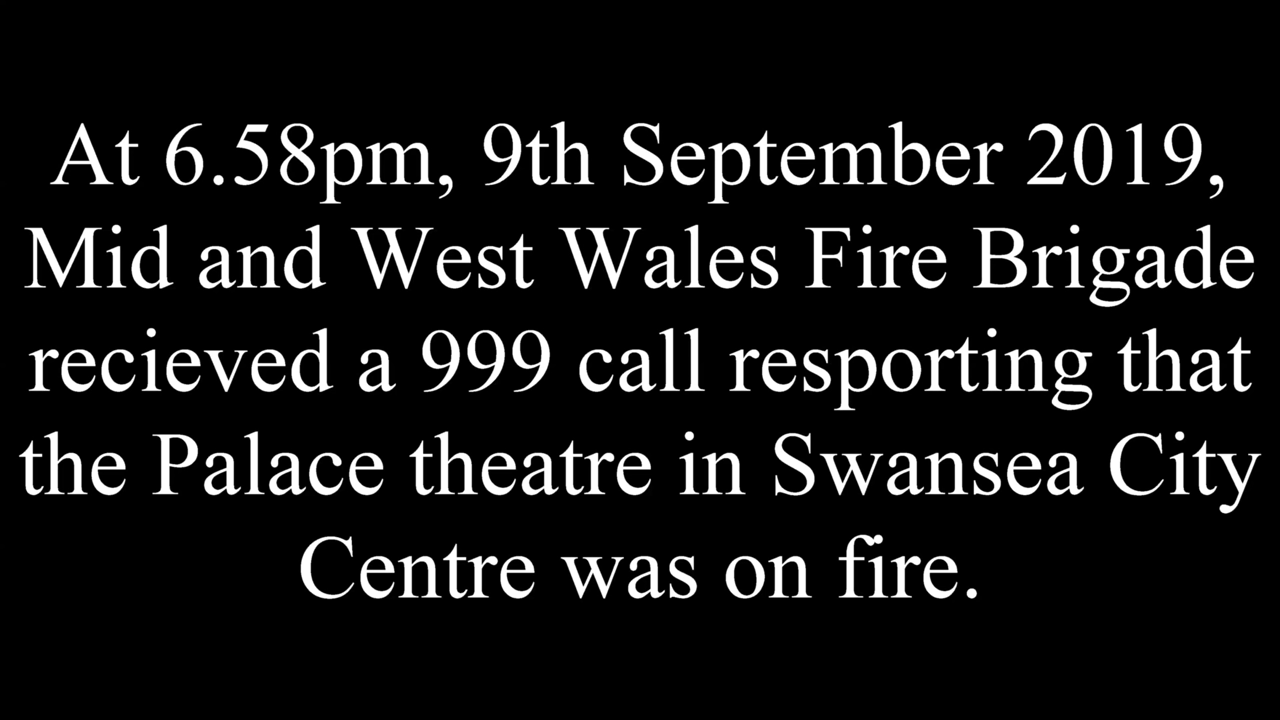 At 6.58pm, 9th September 2019,
Mid and West Wales Fire Brigade
recieved a 999 call resporting that
the Palace theatre in Swansea City
Centre was on fire.